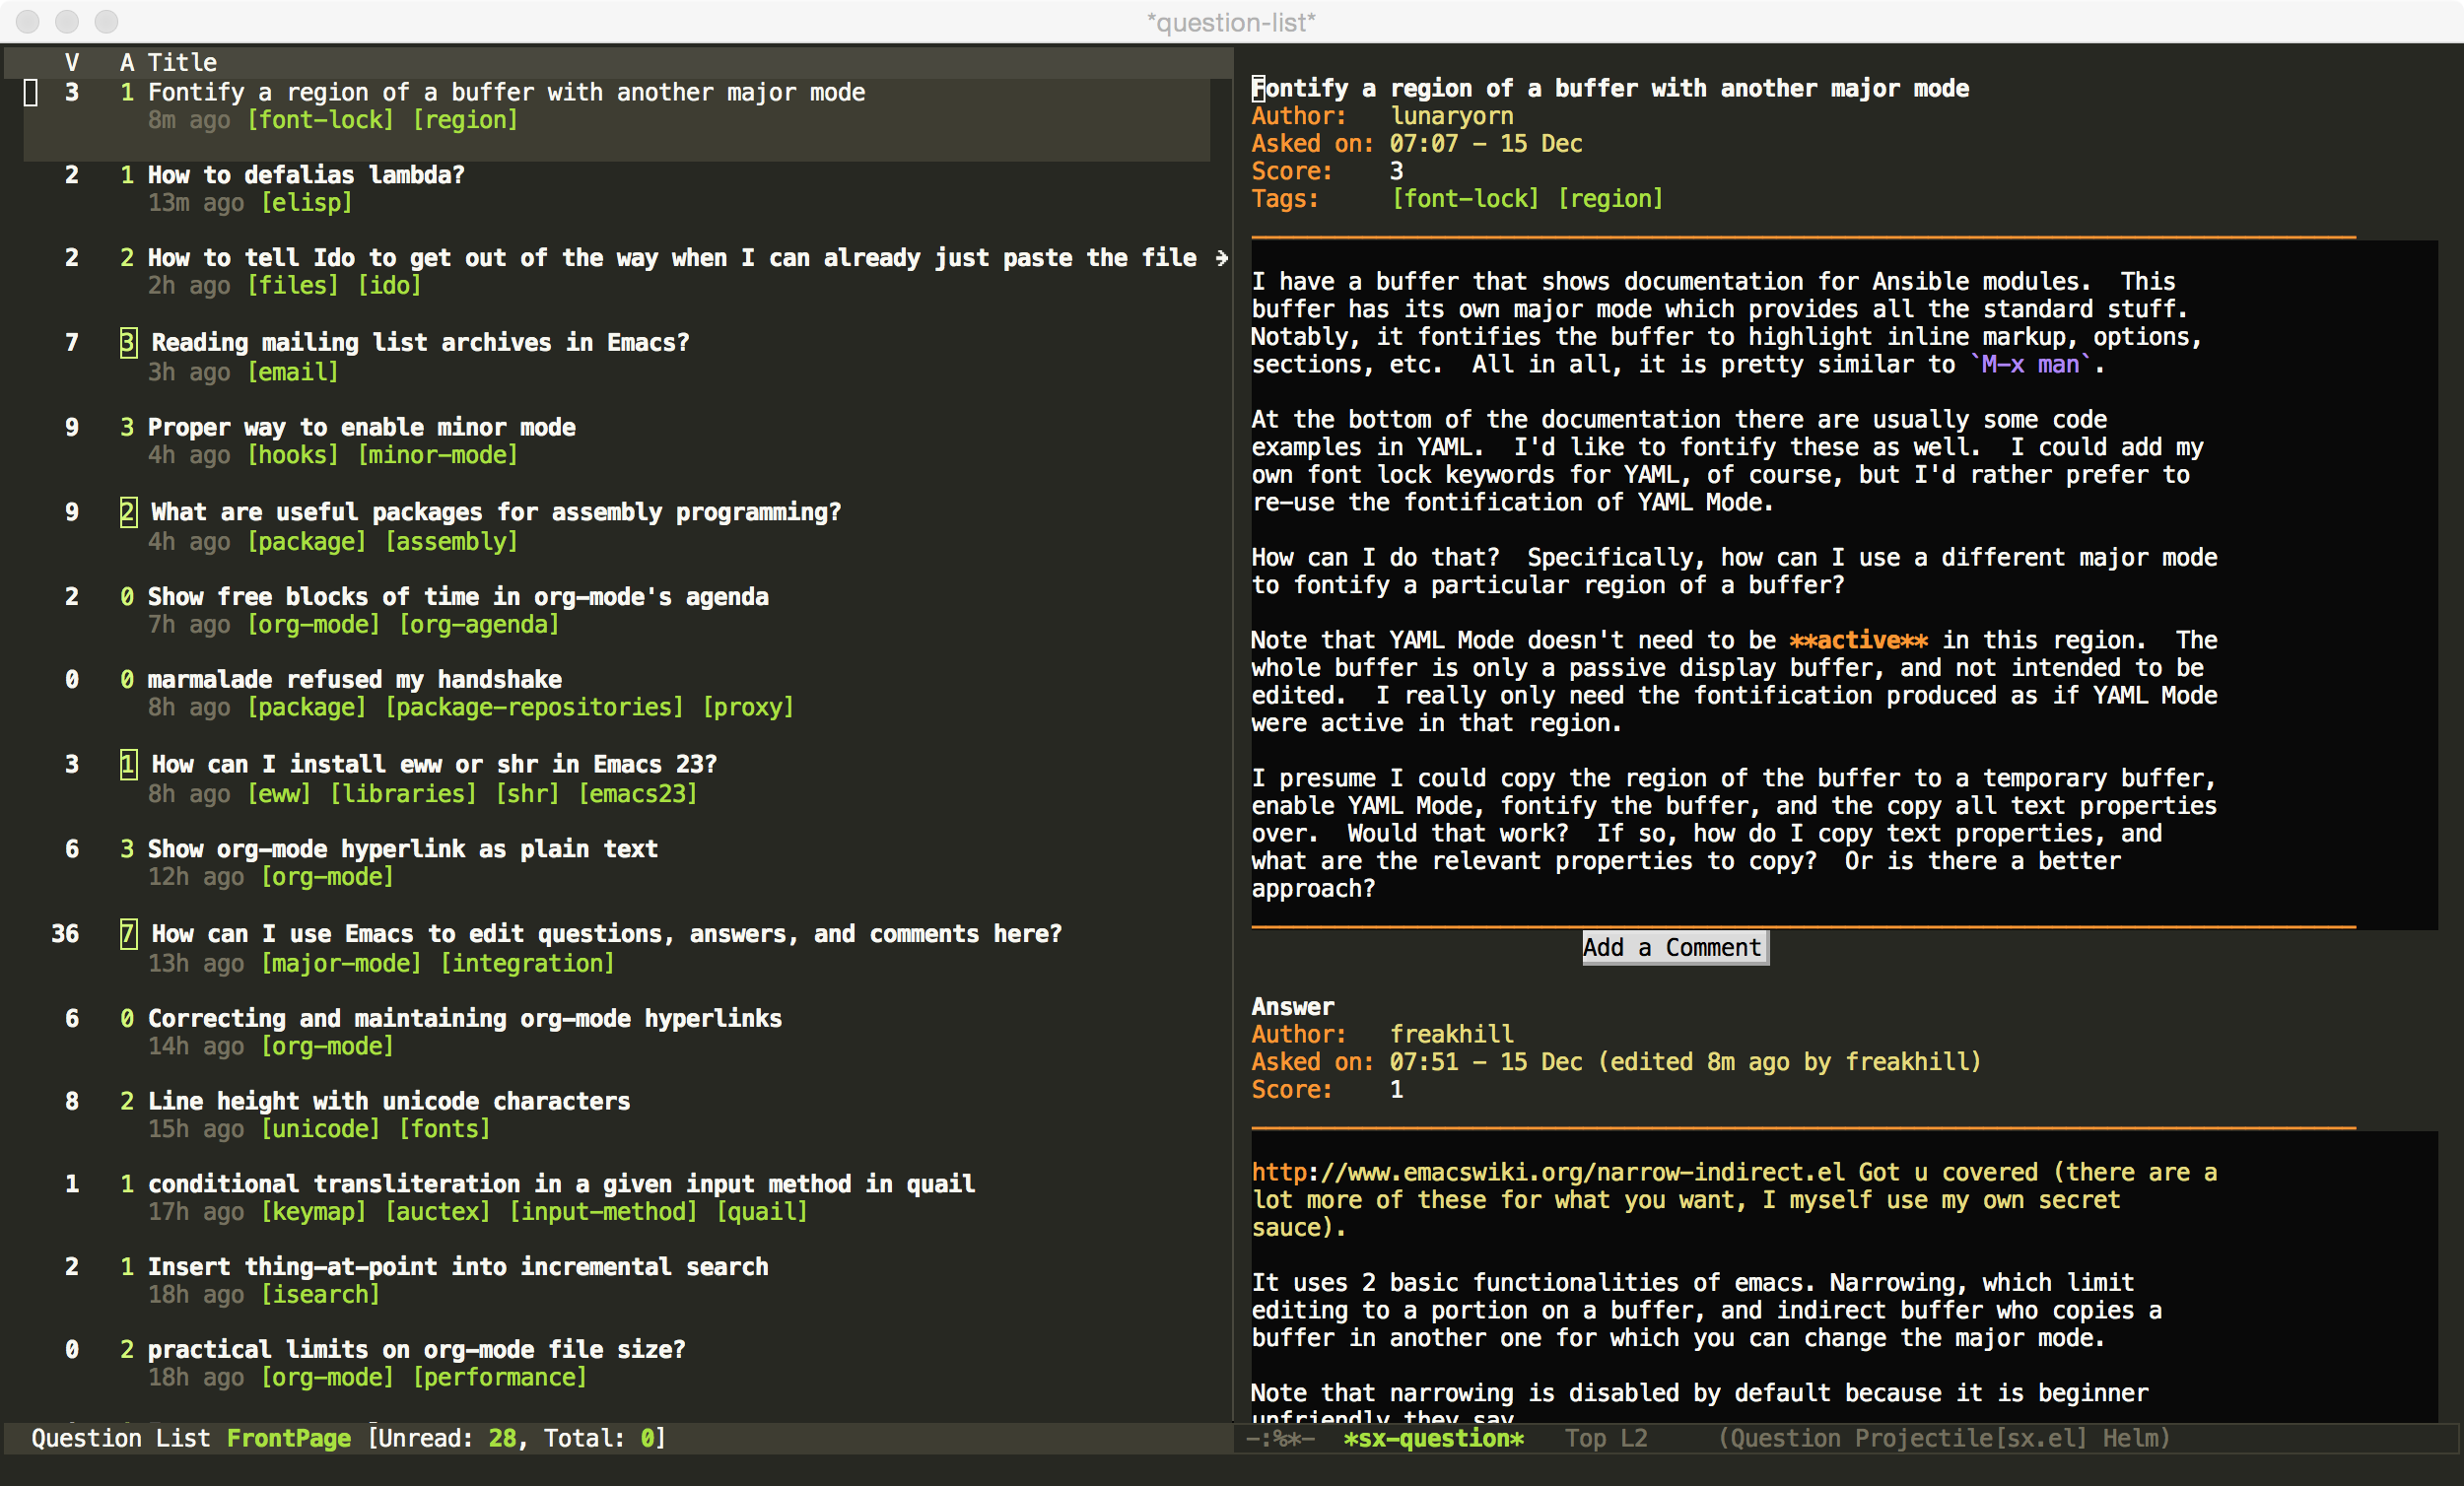 *question-list*
V A Title
3 1 Fontify a region of a buffer with another major mode
8m ago [font-lock] [region]
2 1 How to defalias lambda?
13m ago [elisp]
2 2 How to tell Ido to get out of the way when I can already just paste the file →
2h ago [files] [ido]
7 3 Reading mailing list archives in Emacs?
3h ago [email]
9 3 Proper way to enable minor mode
4h ago [hooks] [minor-mode]
9 2 What are useful packages for assembly programming?
4h ago [package] [assembly]
2 0 Show free blocks of time in org-mode's agenda
7h ago [org-mode] [org-agenda]
0 0 marmalade refused my handshake
8h ago [package] [package-repositories] [proxy]
3 1 How can I install eww or shr in Emacs 23?
8h ago [eww] [libraries] [shr] [emacs23]
6 3 Show org-mode hyperlink as plain text
12h ago [org-mode]
36 7 How can I use Emacs to edit questions, answers, and comments here?
13h ago [major-mode] [integration]
6 0 Correcting and maintaining org-mode hyperlinks
14h ago [org-mode]
8 2 Line height with unicode characters
15h ago [unicode] [fonts]
1 1 conditional transliteration in a given input method in quail
17h ago [keymap] [auctex] [input-method] [quail]
2 1 Insert thing-at-point into incremental search
18h ago [isearch]
0 2 practical limits on org-mode file size?
18h ago [org-mode] [performance]
Question List FrontPage [Unread: 28, Total: 0]
Fontify a region of a buffer with another major mode
Author: lunaryorn
Asked on: 07:07 - 15 Dec
Score: 3
Tags: [font-lock] [region]
I have a buffer that shows documentation for Ansible modules.  This
buffer has its own major mode which provides all the standard stuff.
Notably, it fontifies the buffer to highlight inline markup, options,
sections, etc.  All in all, it is pretty similar to `M-x man`.
At the bottom of the documentation there are usually some code
examples in YAML.  I'd like to fontify these as well.  I could add my
own font lock keywords for YAML, of course, but I'd rather prefer to
re-use the fontification of YAML Mode.
How can I do that?  Specifically, how can I use a different major mode
to fontify a particular region of a buffer?
Note that YAML Mode doesn't need to be **active** in this region.  The
whole buffer is only a passive display buffer, and not intended to be
edited.  I really only need the fontification produced as if YAML Mode
were active in that region.
I presume I could copy the region of the buffer to a temporary buffer,
enable YAML Mode, fontify the buffer, and the copy all text properties
over.  Would that work?  If so, how do I copy text properties, and
what are the relevant properties to copy?  Or is there a better
approach?
Add a Comment
Answer
Author: freakhill
Asked on: 07:51 - 15 Dec (edited 8m ago by freakhill)
Score: 1
http://www.emacswiki.org/narrow-indirect.el Got u covered (there are a
lot more of these for what you want, I myself use my own secret
sauce).
It uses 2 basic functionalities of emacs. Narrowing, which limit
editing to a portion on a buffer, and indirect buffer who copies a
buffer in another one for which you can change the major mode.
Note that narrowing is disabled by default because it is beginner
unfriendly they say
-:%*- *sx-question* Top L2 (Question Projectile[sx.el] Helm)